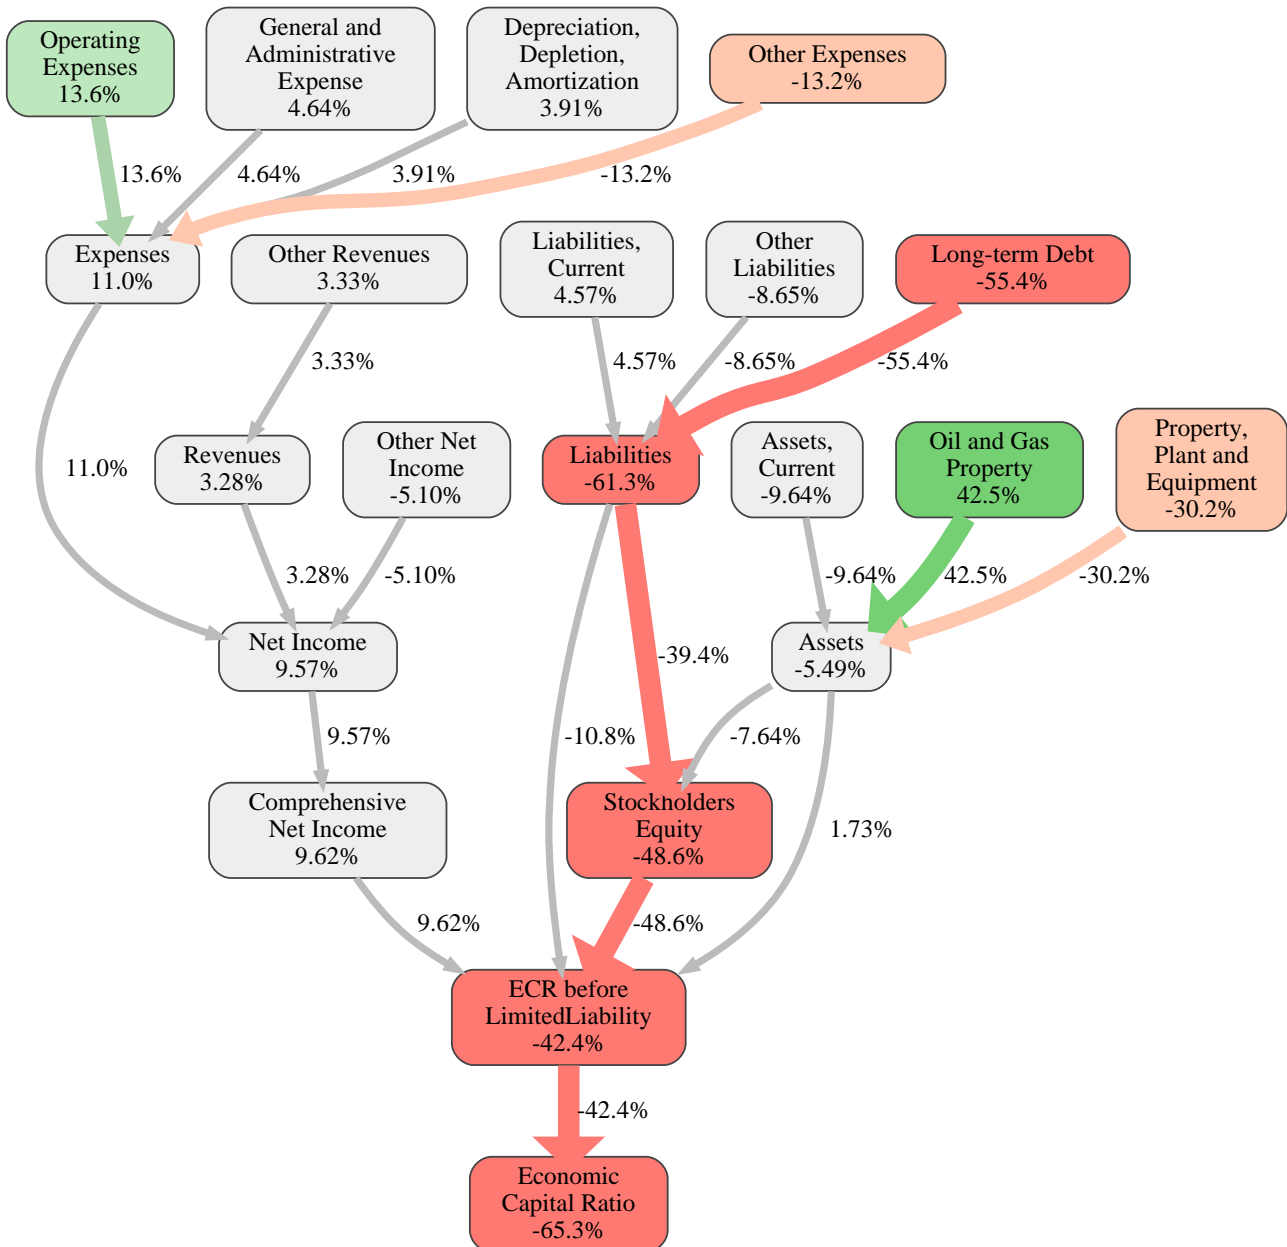 Operating
Expenses
13.6%
General and
Administrative
Expense
4.64%
Depreciation,
Depletion,
Amortization
3.91%
Other Expenses
-13.2%
13.6%
4.64%
3.91%
-13.2%
Expenses
11.0%
Other Revenues
3.33%
Liabilities,
Current
4.57%
Other
Liabilities
-8.65%
Long-term Debt
-55.4%
3.33%
4.57%
-8.65%
-55.4%
11.0%
Revenues
3.28%
Other Net
Income
-5.10%
Liabilities
-61.3%
Assets,
Current
-9.64%
Oil and Gas
Property
42.5%
Property,
Plant and
Equipment
-30.2%
3.28%
-5.10%
-9.64%
42.5%
-30.2%
Net Income
9.57%
-39.4%
Assets
-5.49%
9.57%
-10.8%
-7.64%
Comprehensive
Net Income
9.62%
Stockholders
Equity
-48.6%
1.73%
9.62%
-48.6%
ECR before
LimitedLiability
-42.4%
-42.4%
Economic
Capital Ratio
-65.3%